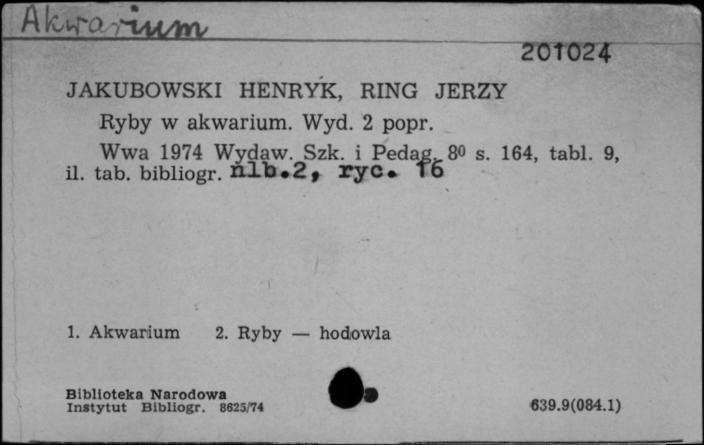 Akwarium
201024
JAKUBOWSKI HENRYK, RING JERZY
Ryby w akwarium. Wyd. 2 popr.
Wwa 1974 Wydaw. Szk. i Pedag. 8⁰ s. 164, tabl. 9,
il. tab. bibliogr. nlb.2, ryc. 16
1. Akwarium 2. Ryby — hodowla
Biblioteka Narodowa
Instytut Bibliogr. 8625/74
639.9(084.1)